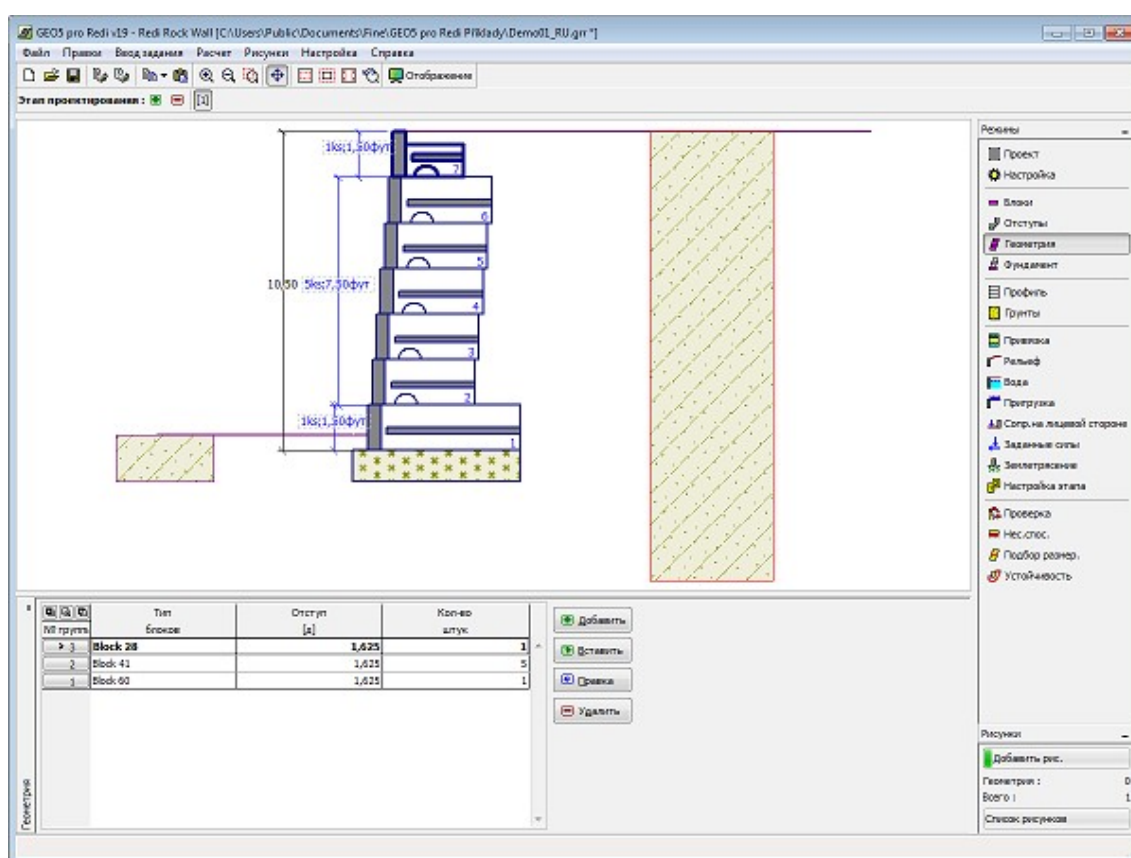 GEO5 pro Redi v19 - Redi Rock Wall [C:\Users\Public\Documents\Fine\GEO5 pro Redi Příklady\Demo01_RU.grr *]
Файл Правки Ввод задания Расчет Рисунки Настройка Справка
Отображение
Этап проектирования : [1]
1ks;1,50фут
10,50 5ks;7,50фут
1ks;1,50фут
7
6
5
4
3
2
1
Режимы
Проект
Настройка
Блоки
Отступы
Геометрия
Фундамент
Профиль
Грунты
Привязка
Рельеф
Вода
Пригрузка
Сопр.на лицевой стороне
Заданные силы
Землетрясение
Настройка этапа
Проверка
Нес.спос.
Подбор размер.
Устойчивость
Тип Отступ Кол-во
№ группы блоков [д] штук
> 3 Block 28 1,625 1
2 Block 41 1,625 5
1 Block 60 1,625 1
Добавить
Вставить
Правка
Удалить
Геометрия
Рисунки
Добавить рис.
Геометрия : 0
Всего : 1
Список рисунков